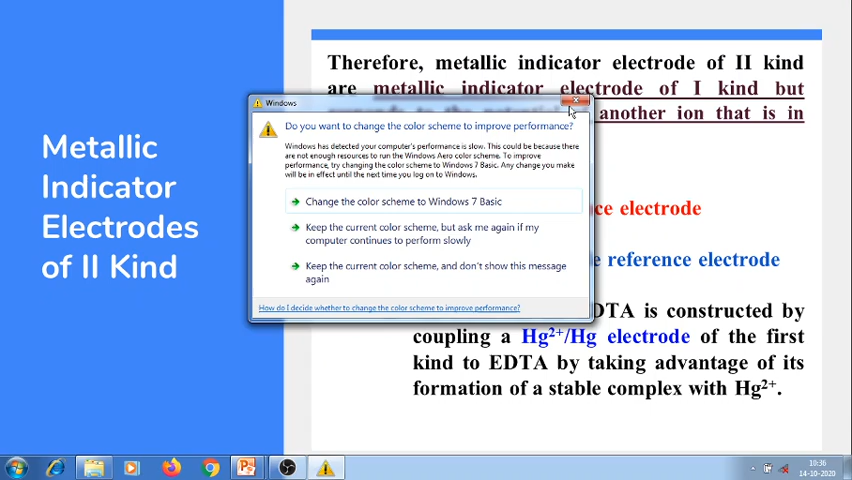 Metallic
Indicator
Electrodes
of II Kind
Therefore, metallic indicator electrode of II kind
are metallic indicator electrode of I kind but
another ion that is in
ce electrode
e reference electrode
DTA is constructed by
coupling a Hg²⁺/Hg electrode of the first
kind to EDTA by taking advantage of its
formation of a stable complex with Hg²⁺.
Windows
Do you want to change the color scheme to improve performance?
Windows has detected your computer's performance is slow. This could be because there
are not enough resources to run the Windows Aero color scheme. To improve
performance, try changing the color scheme to Windows 7 Basic. Any change you make
will be in effect until the next time you log on to Windows.
Change the color scheme to Windows 7 Basic
Keep the current color scheme, but ask me again if my
computer continues to perform slowly
Keep the current color scheme, and don't show this message
again
How do I decide whether to change the color scheme to improve performance?
10:36
14-10-2020